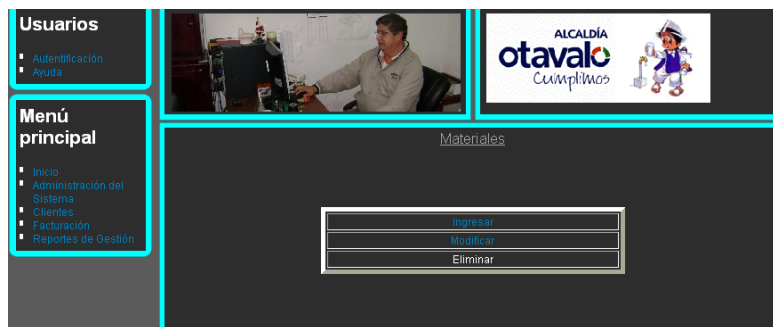 Usuarios
Autentificación
Ayuda
Menú
principal
Inicio
Administración del
Sistema
Clientes
Facturación
Reportes de Gestión
ALCALDÍA
otavalo
Cumplimos
Materiales
Ingresar
Modificar
Eliminar